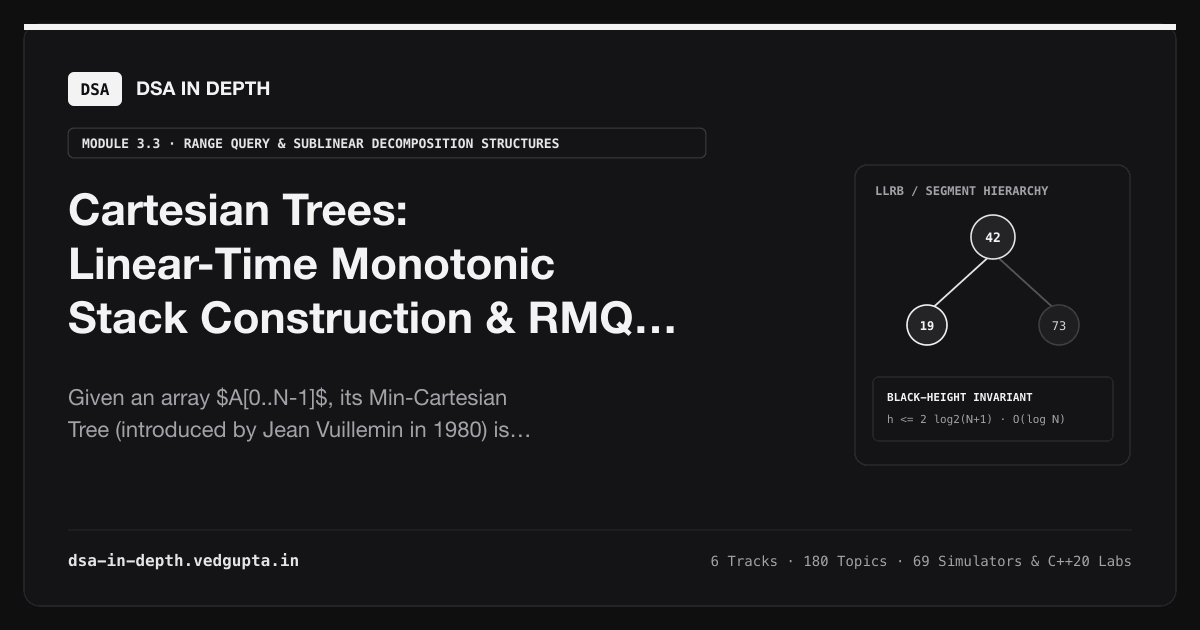 DSA
DSA IN DEPTH
MODULE 3.3 · RANGE QUERY & SUBLINEAR DECOMPOSITION STRUCTURES
Cartesian Trees:
Linear-Time Monotonic
Stack Construction & RMQ...
Given an array $A[0..N-1]$, its Min-Cartesian
Tree (introduced by Jean Vuillemin in 1980) is...
LLRB / SEGMENT HIERARCHY
42
19
73
BLACK-HEIGHT INVARIANT
h <= 2 log2(N+1) · O(log N)
dsa-in-depth.vedgupta.in
6 Tracks · 180 Topics · 69 Simulators & C++20 Labs